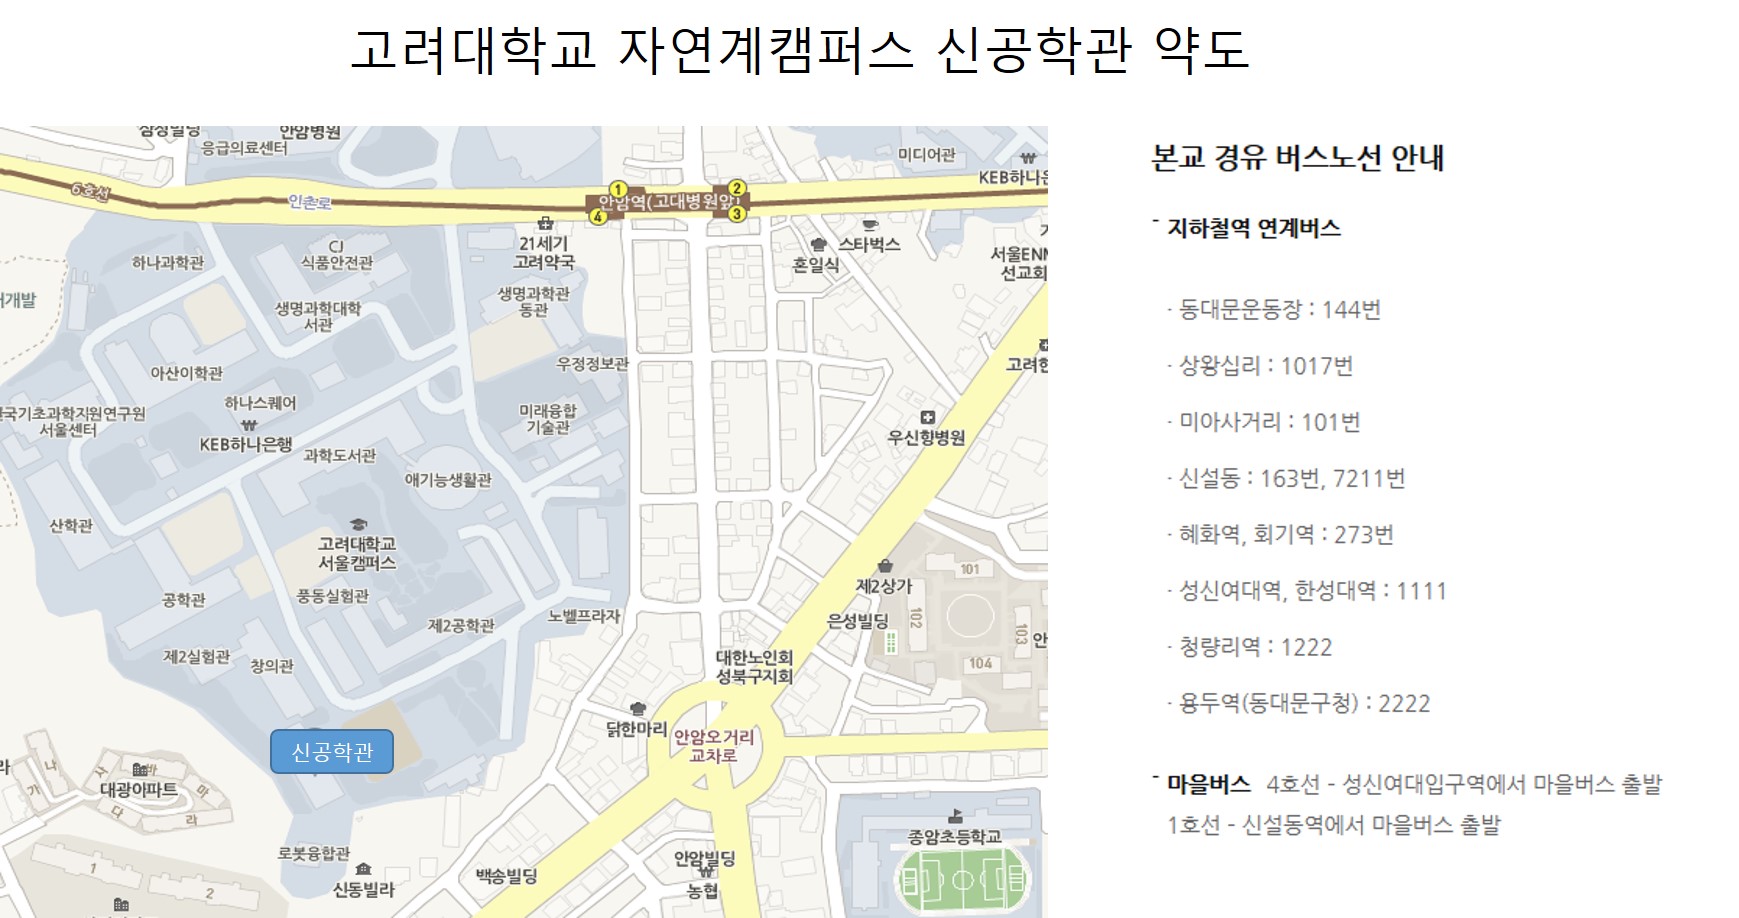 고려대학교 자연계캠퍼스 신공학관 약도
삼성빌딩
안암병원
응급의료센터
미디어관
KEB하나은
6호선
인촌로
1
2
안암역(고대병원앞)
4
3
21세기
고려약국
스타벅스
혼일식
서울ENM
선교회
하나과학관
CJ
식품안전관
생명과학관
동관
개발
생명과학대학
서관
우정정보관
고려한
아산이학관
하나스퀘어
KEB하나은행
국기초과학지원연구원
서울센터
미래융합
기술관
우신향병원
과학도서관
애기능생활관
산학관
고려대학교
서울캠퍼스
제2상가
101
공학관
풍동실험관
노벨프라자
은성빌딩
102
103
안
제2공학관
제2실험관
창의관
대한노인회
성북구지회
104
닭한마리
안암오거리
교차로
신공학관
라
나
가
사
바
대광아파트
마
다
라
종암초등학교
로봇융합관
안암빌딩
농협
신동빌라
백송빌딩
1
2
본교 경유 버스노선 안내
- 지하철역 연계버스
· 동대문운동장 : 144번
· 상왕십리 : 1017번
· 미아사거리 : 101번
· 신설동 : 163번, 7211번
· 혜화역, 회기역 : 273번
· 성신여대역, 한성대역 : 1111
· 청량리역 : 1222
· 용두역(동대문구청) : 2222
- 마을버스 4호선 - 성신여대입구역에서 마을버스 출발
1호선 - 신설동역에서 마을버스 출발